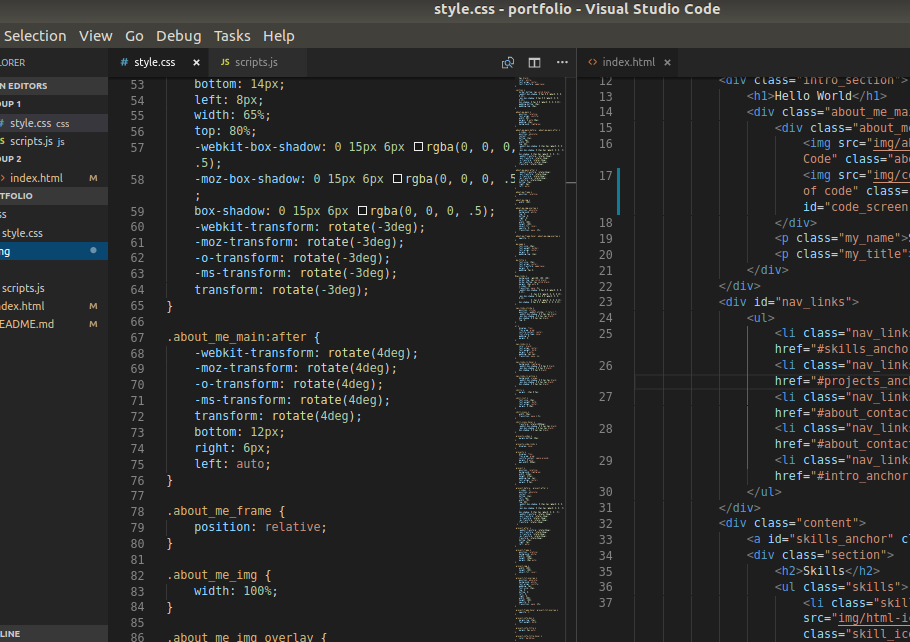 style.css - portfolio - Visual Studio Code
Selection View Go Debug Tasks Help
LORER
N EDITORS
OUP 1
# style.css css
S scripts.js js
OUP 2
> index.html M
TFOLIO
ss
style.css
ng
scripts.js
ndex.html M
EADME.md M
LINE
# style.css ×
JS scripts.js
53 bottom: 14px;
54 left: 8px;
55 width: 65%;
56 top: 80%;
57 -webkit-box-shadow: 0 15px 6px rgba(0, 0, 0,
.5);
58 -moz-box-shadow: 0 15px 6px rgba(0, 0, 0, .5
;
59 box-shadow: 0 15px 6px rgba(0, 0, 0, .5);
60 -webkit-transform: rotate(-3deg);
61 -moz-transform: rotate(-3deg);
62 -o-transform: rotate(-3deg);
63 -ms-transform: rotate(-3deg);
64 transform: rotate(-3deg);
65 }
66
67 .about_me_main:after {
68 -webkit-transform: rotate(4deg);
69 -moz-transform: rotate(4deg);
70 -o-transform: rotate(4deg);
71 -ms-transform: rotate(4deg);
72 transform: rotate(4deg);
73 bottom: 12px;
74 right: 6px;
75 left: auto;
76 }
77
78 .about_me_frame {
79 position: relative;
80 }
81
82 .about_me_img {
83 width: 100%;
84 }
85
86 .about_me_img_overlay {
<> index.html ×
12 <div class="intro_section">
13 <h1>Hello World</h1>
14 <div class="about_me_ma
15 <div class="about_me
16 <img src="img/a
Code" class="abo
17 <img src="img/c
of code" class=
id="code_screen
18 </div>
19 <p class="my_name">S
20 <p class="my_title">
21 </div>
22 </div>
23 <div id="nav_links">
24 <ul>
25 <li class="nav_link
href="#skills_ancho
26 <li class="nav_link
href="#projects_anch
27 <li class="nav_link
href="#about_contac
28 <li class="nav_link
href="#about_contac
29 <li class="nav_link
href="#intro_anchor
30 </ul>
31 </div>
32 <div class="content">
33 <a id="skills_anchor" c
34 <div class="section">
35 <h2>Skills</h2>
36 <ul class="skills">
37 <li class="skil
src="img/html-i
class="skill_ic